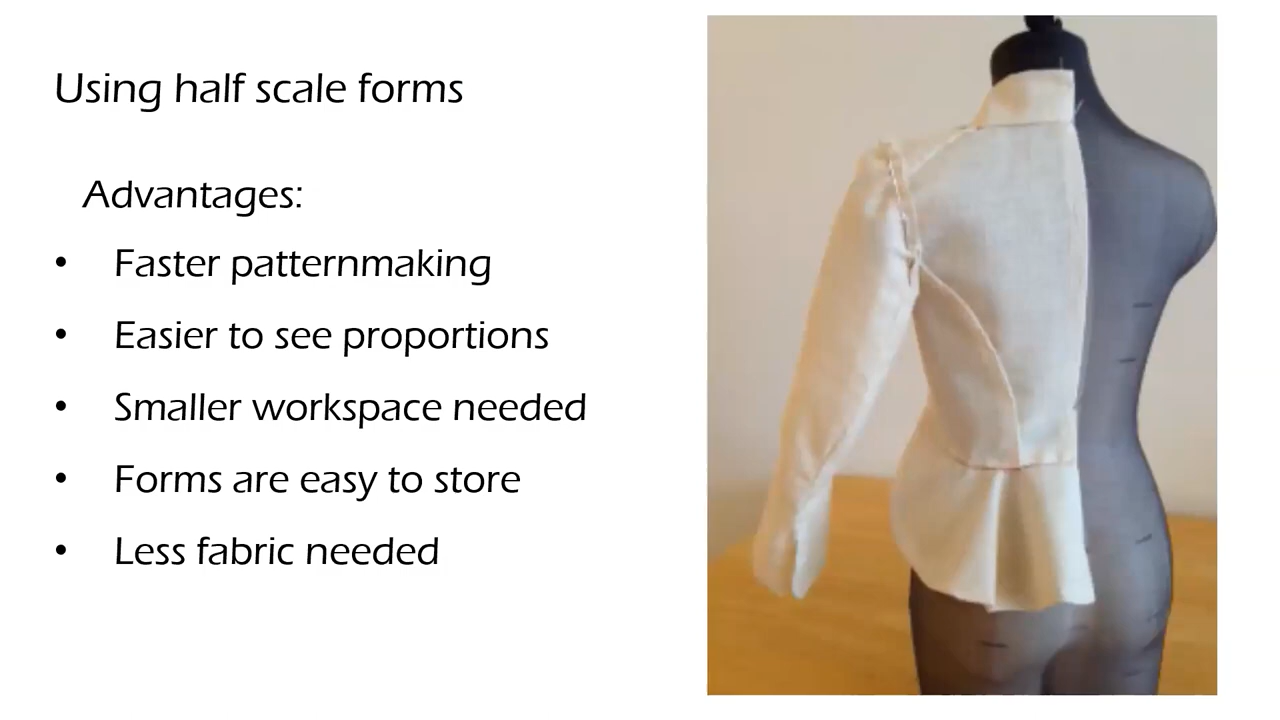 Using half scale forms
Advantages:
• Faster patternmaking
• Easier to see proportions
• Smaller workspace needed
• Forms are easy to store
• Less fabric needed